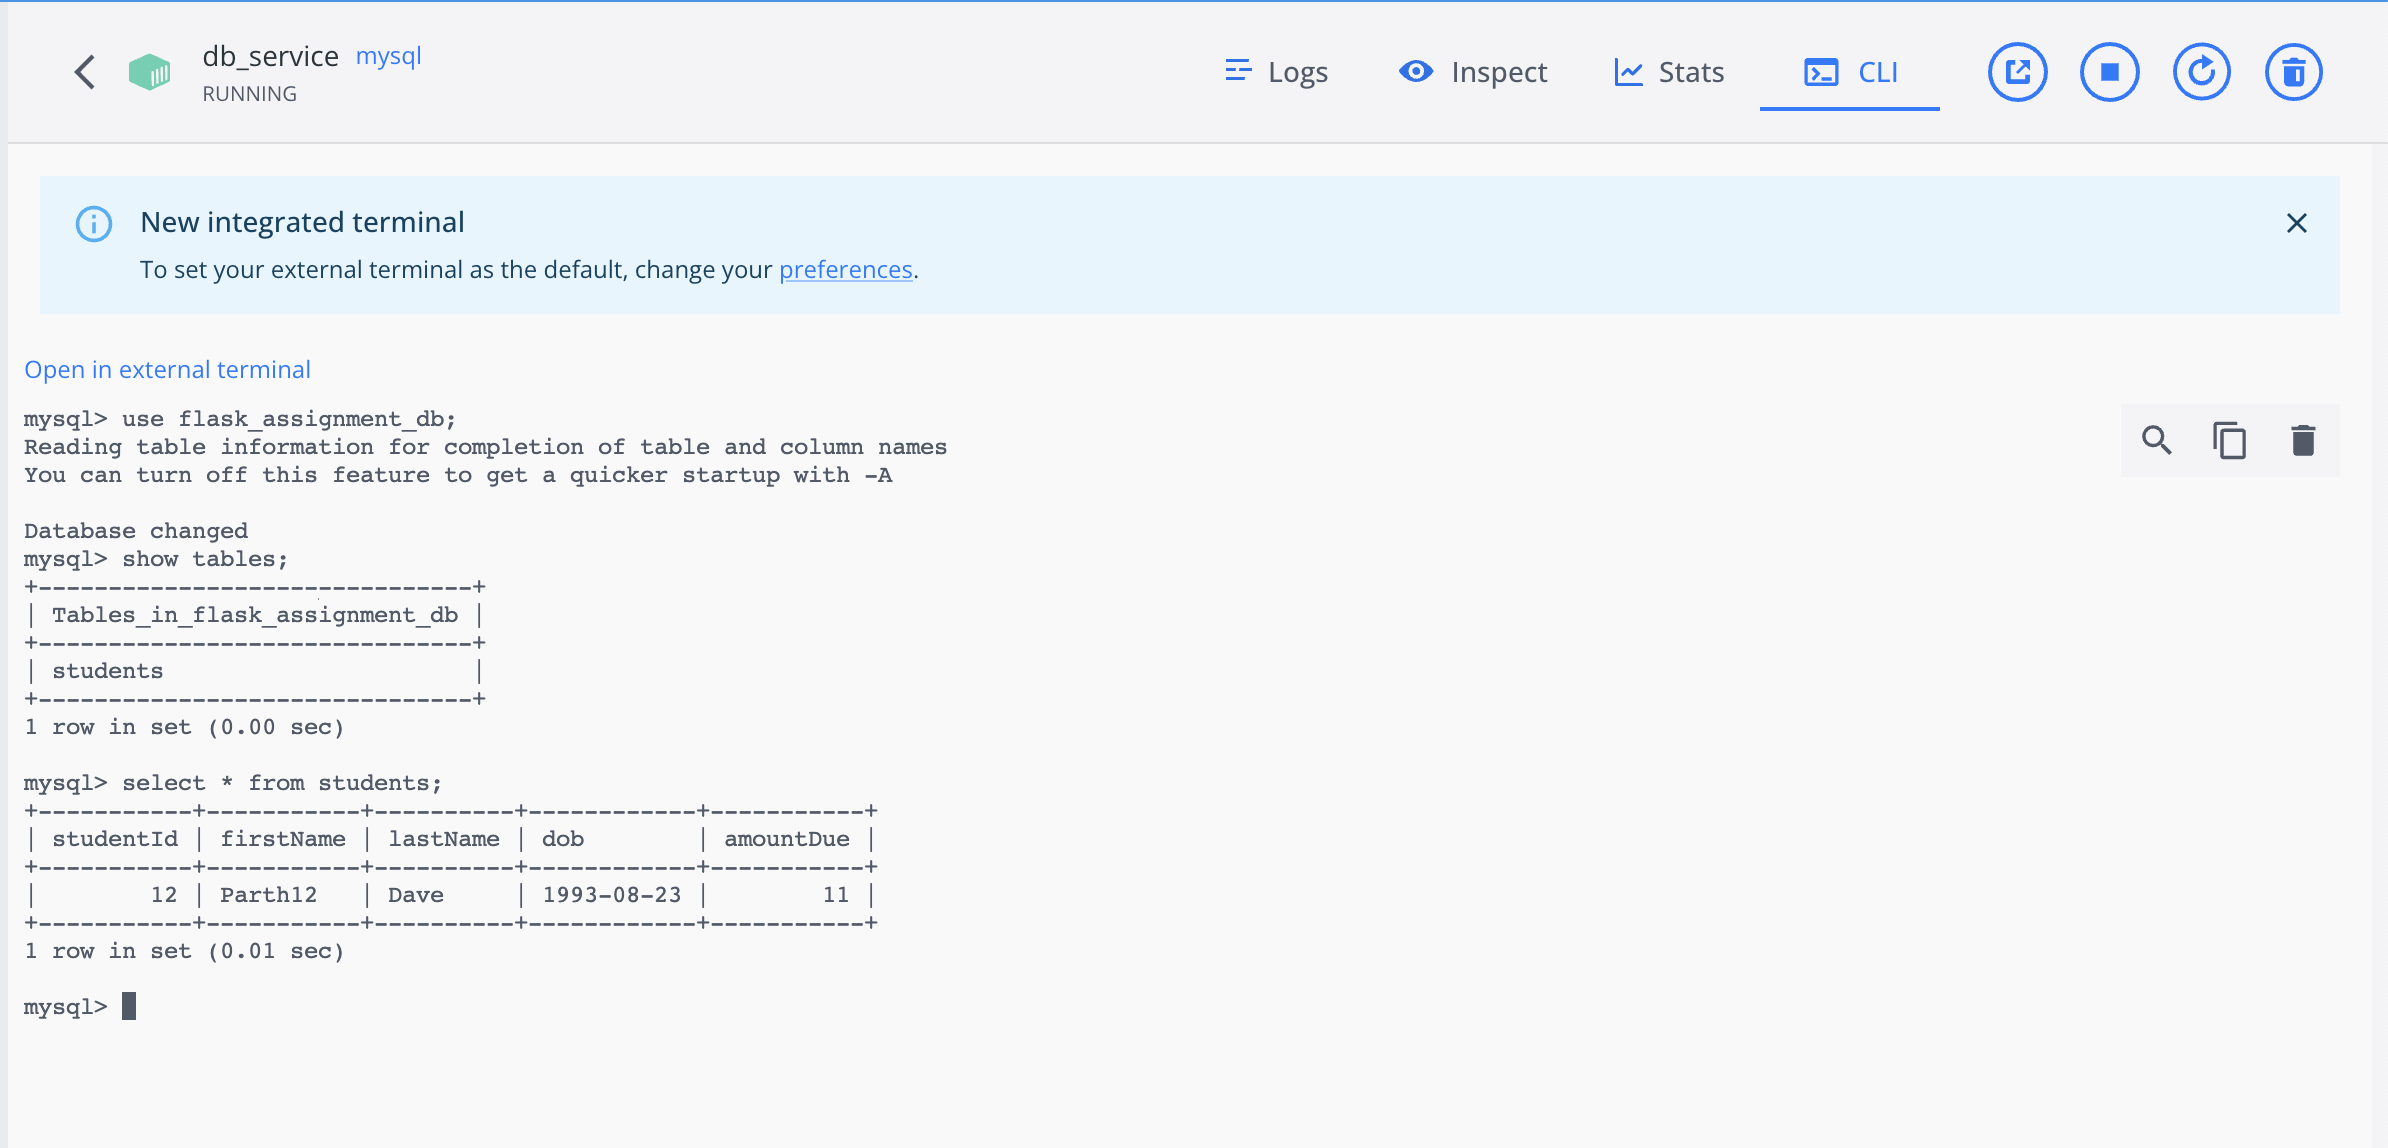 db_service mysql
RUNNING
Logs
Inspect
Stats
CLI
New integrated terminal
To set your external terminal as the default, change your preferences.
Open in external terminal
mysql> use flask_assignment_db;
Reading table information for completion of table and column names
You can turn off this feature to get a quicker startup with -A
Database changed
mysql> show tables;
+-------------------------------+
| Tables_in_flask_assignment_db |
+-------------------------------+
| students                      |
+-------------------------------+
1 row in set (0.00 sec)
mysql> select * from students;
+-----------+-----------+----------+------------+-----------+
| studentId | firstName | lastName | dob        | amountDue |
+-----------+-----------+----------+------------+-----------+
|        12 | Parth12   | Dave     | 1993-08-23 |        11 |
+-----------+-----------+----------+------------+-----------+
1 row in set (0.01 sec)
mysql>